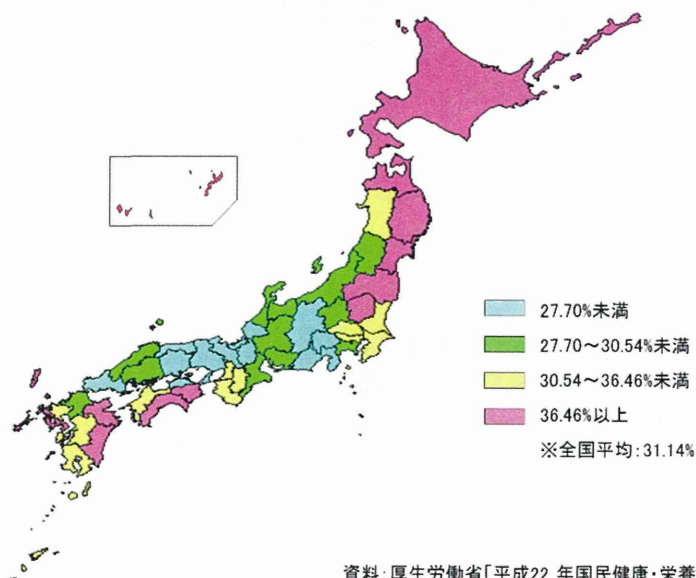 27.70%未満
27.70～30.54%未満
30.54～36.46%未満
36.46%以上
※全国平均:31.14%
資料:厚生労働省「平成22 年国民健康・栄養